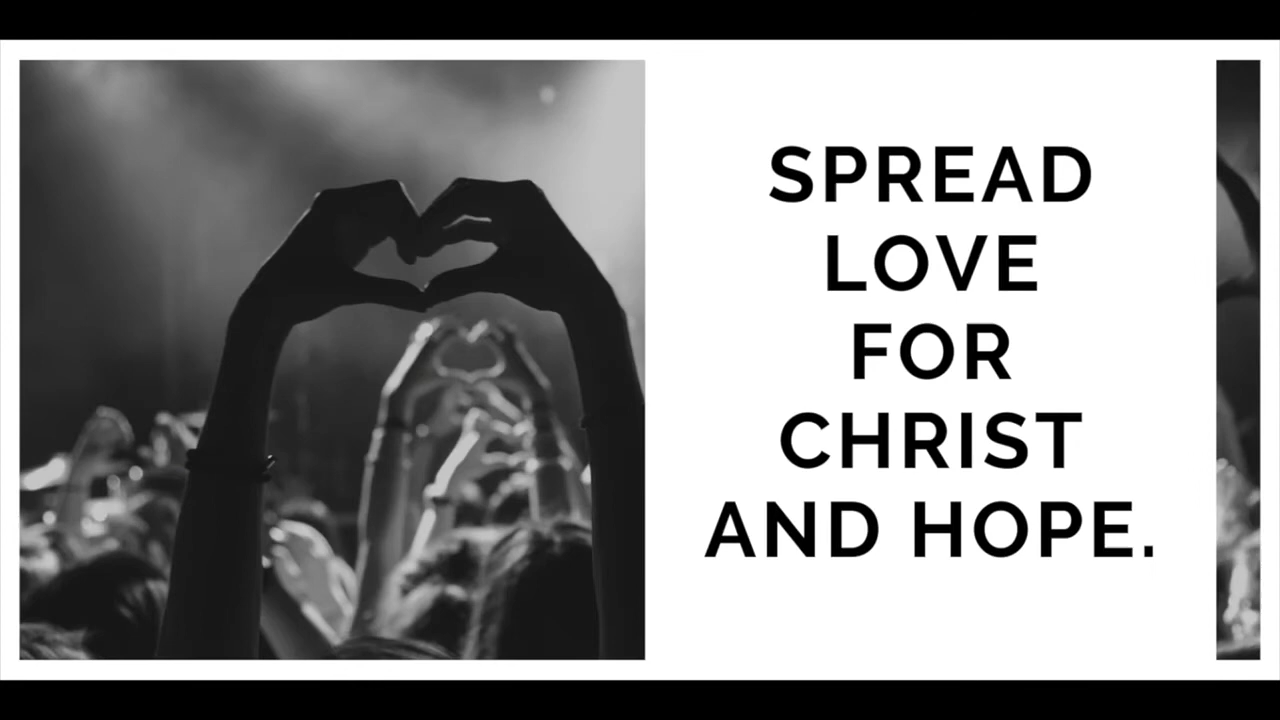 SPREAD
LOVE
FOR
CHRIST
AND HOPE.